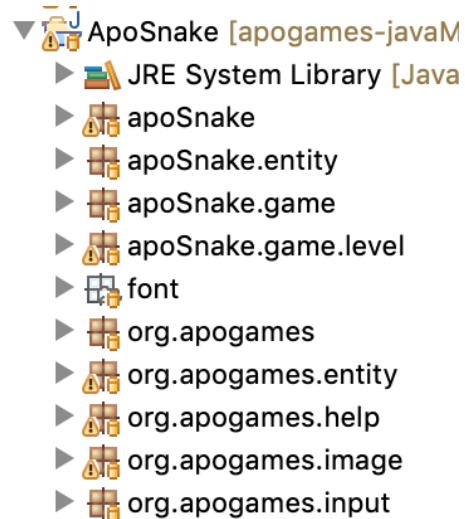 ApoSnake [apogames-javaM
JRE System Library [Java
apoSnake
apoSnake.entity
apoSnake.game
apoSnake.game.level
font
org.apogames
org.apogames.entity
org.apogames.help
org.apogames.image
org.apogames.input